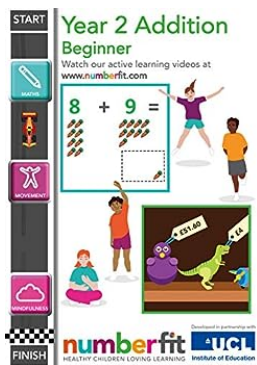 START
Year 2 Addition
Beginner
Watch our active learning videos at
www.numberfit.com
MATHS
8 + 9 =
MOVEMENT
£51.60
£4
MINDFULNESS
FINISH
numberfit
HEALTHY CHILDREN LOVING LEARNING
Developed in partnership with
UCL
Institute of Education